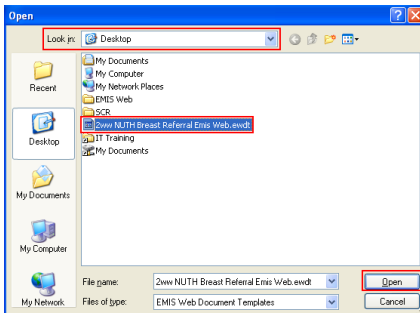 Open
Look in: Desktop
My Documents
My Computer
My Network Places
EMIS Web
SCR
2ww NUTH Breast Referral Emis Web.ewdt
IT Training
My Documents
Recent
Desktop
My Documents
My Computer
My Network
File name: 2ww NUTH Breast Referral Emis Web.ewdt Open
Files of type: EMIS Web Document Templates Cancel